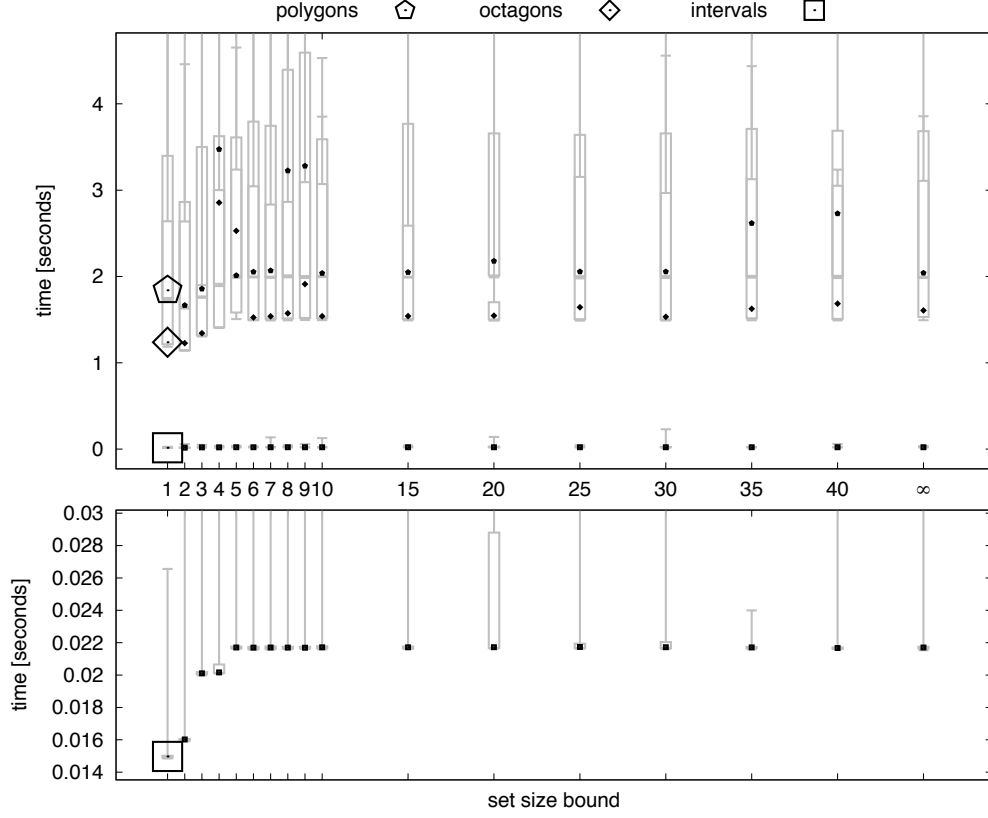 polygons octagons intervals
4
3
2
1
0
time [seconds]
1 2 3 4 5 6 7 8 9 10 15 20 25 30 35 40 ∞
0.03
0.028
0.026
0.024
0.022
0.02
0.018
0.016
0.014
time [seconds]
set size bound